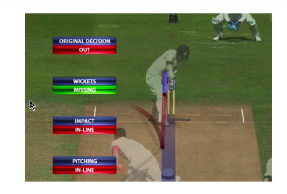 ORIGINAL DECISION
OUT
WICKETS
MISSING
IMPACT
IN-LINE
PITCHING
IN-LINE